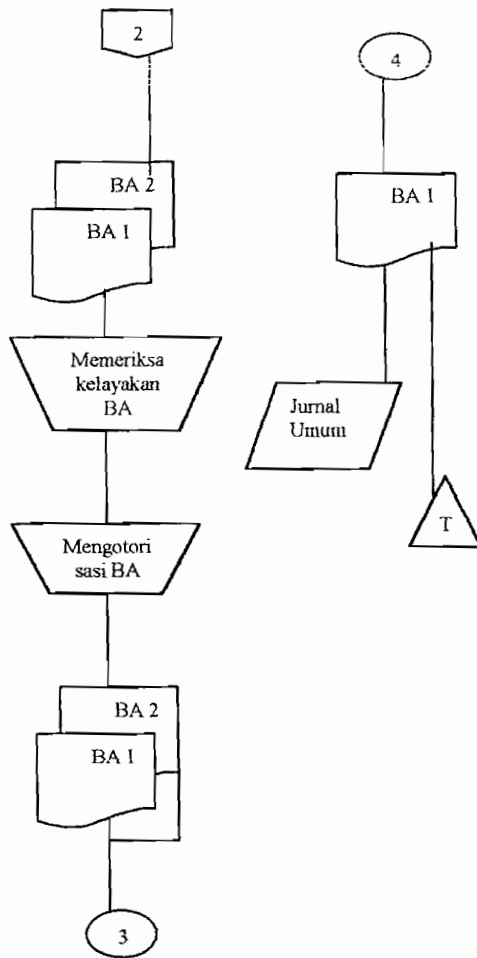 2
BA 2
BA 1
Memeriksa
kelayakan
BA
Mengotori
sasi BA
BA 2
BA 1
3
4
BA 1
Jurnal
Umum
T